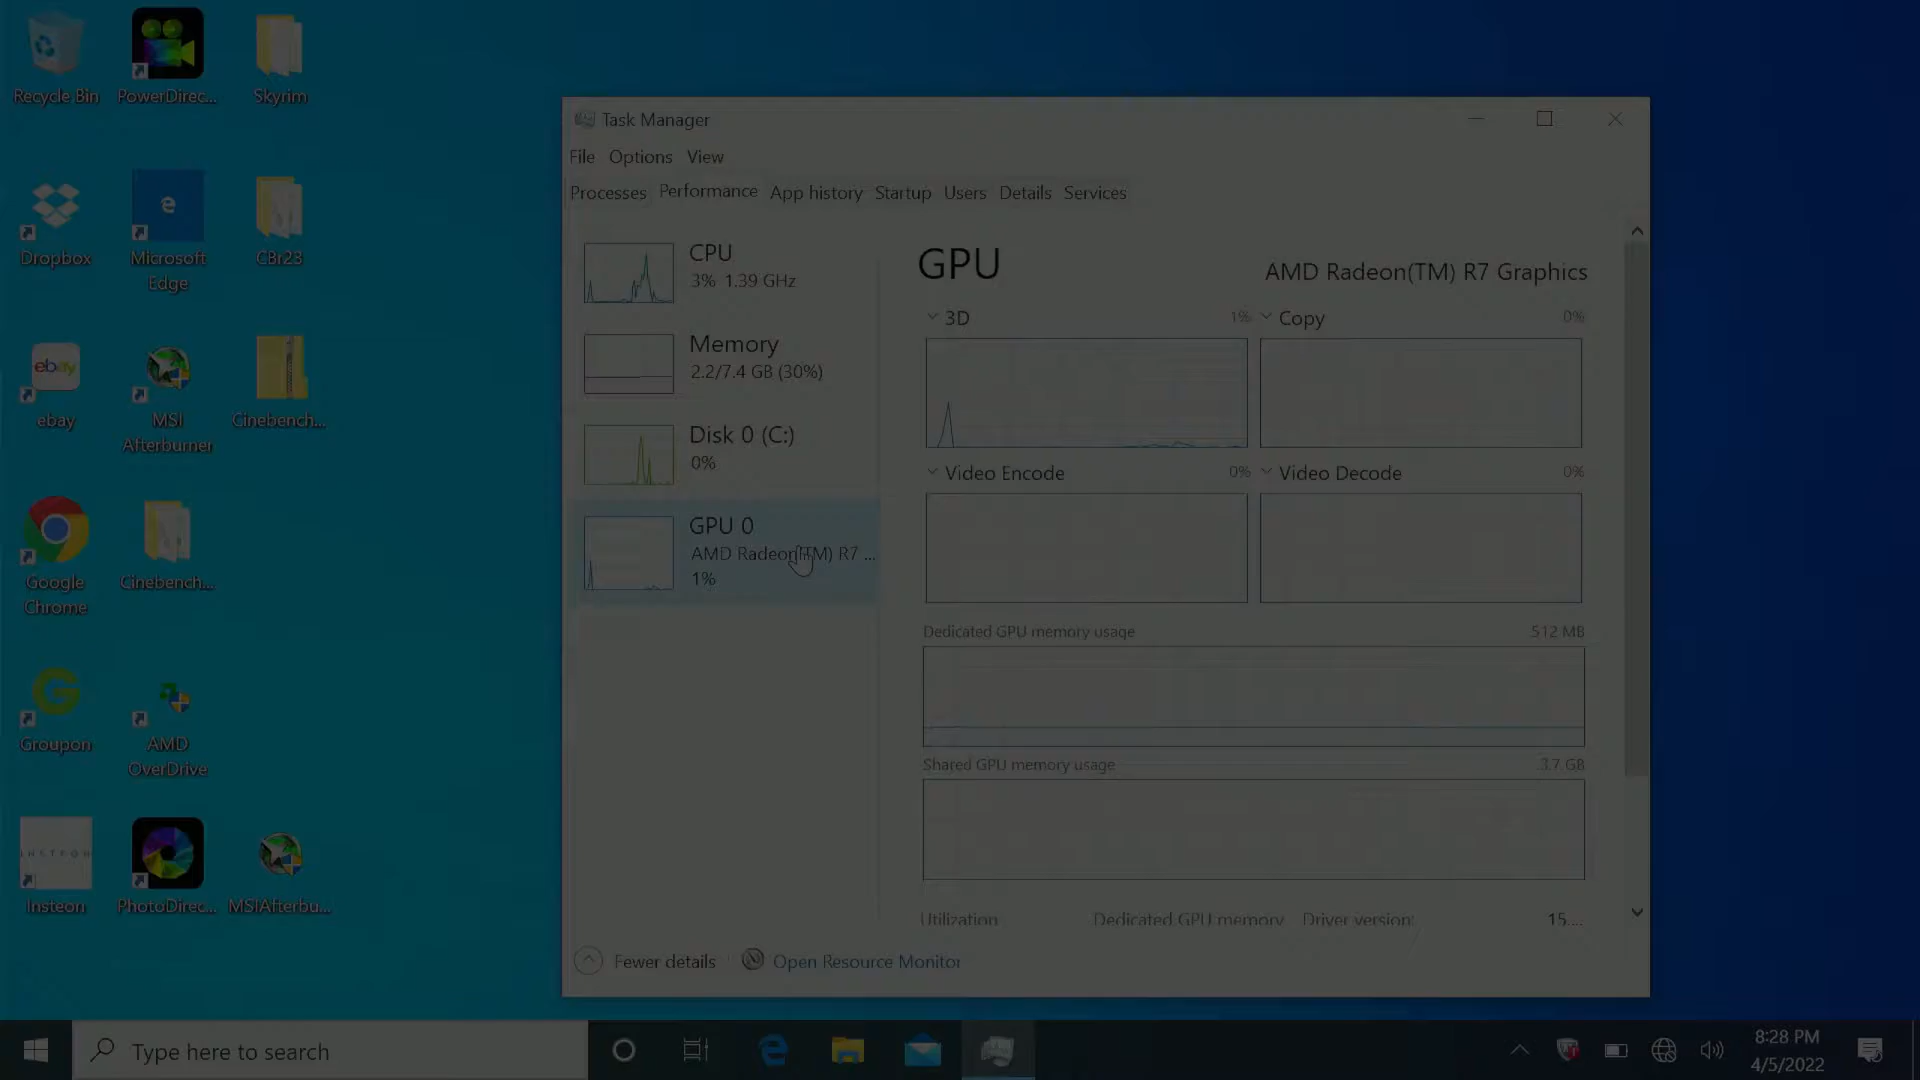 Recycle Bin
PowerDirec...
Skyrim
Dropbox
Microsoft
Edge
CBr23
ebay
ebay
MSI
Afterburner
Cinebench...
Google
Chrome
Cinebench...
Groupon
AMD
OverDrive
INSTEON
Insteon
PhotoDirec...
MSIAfterbu...
Task Manager
File Options View
Processes Performance App history Startup Users Details Services
CPU
3% 1.39 GHz
Memory
2.2/7.4 GB (30%)
Disk 0 (C:)
0%
GPU 0
AMD Radeon(TM) R7 ...
1%
GPU
AMD Radeon(TM) R7 Graphics
3D 1%
Copy 0%
Video Encode 0%
Video Decode 0%
Dedicated GPU memory usage 512 MB
Shared GPU memory usage 3.7 GB
Utilization Dedicated GPU memory Driver version: 15....
Fewer details Open Resource Monitor
Type here to search
8:28 PM
4/5/2022